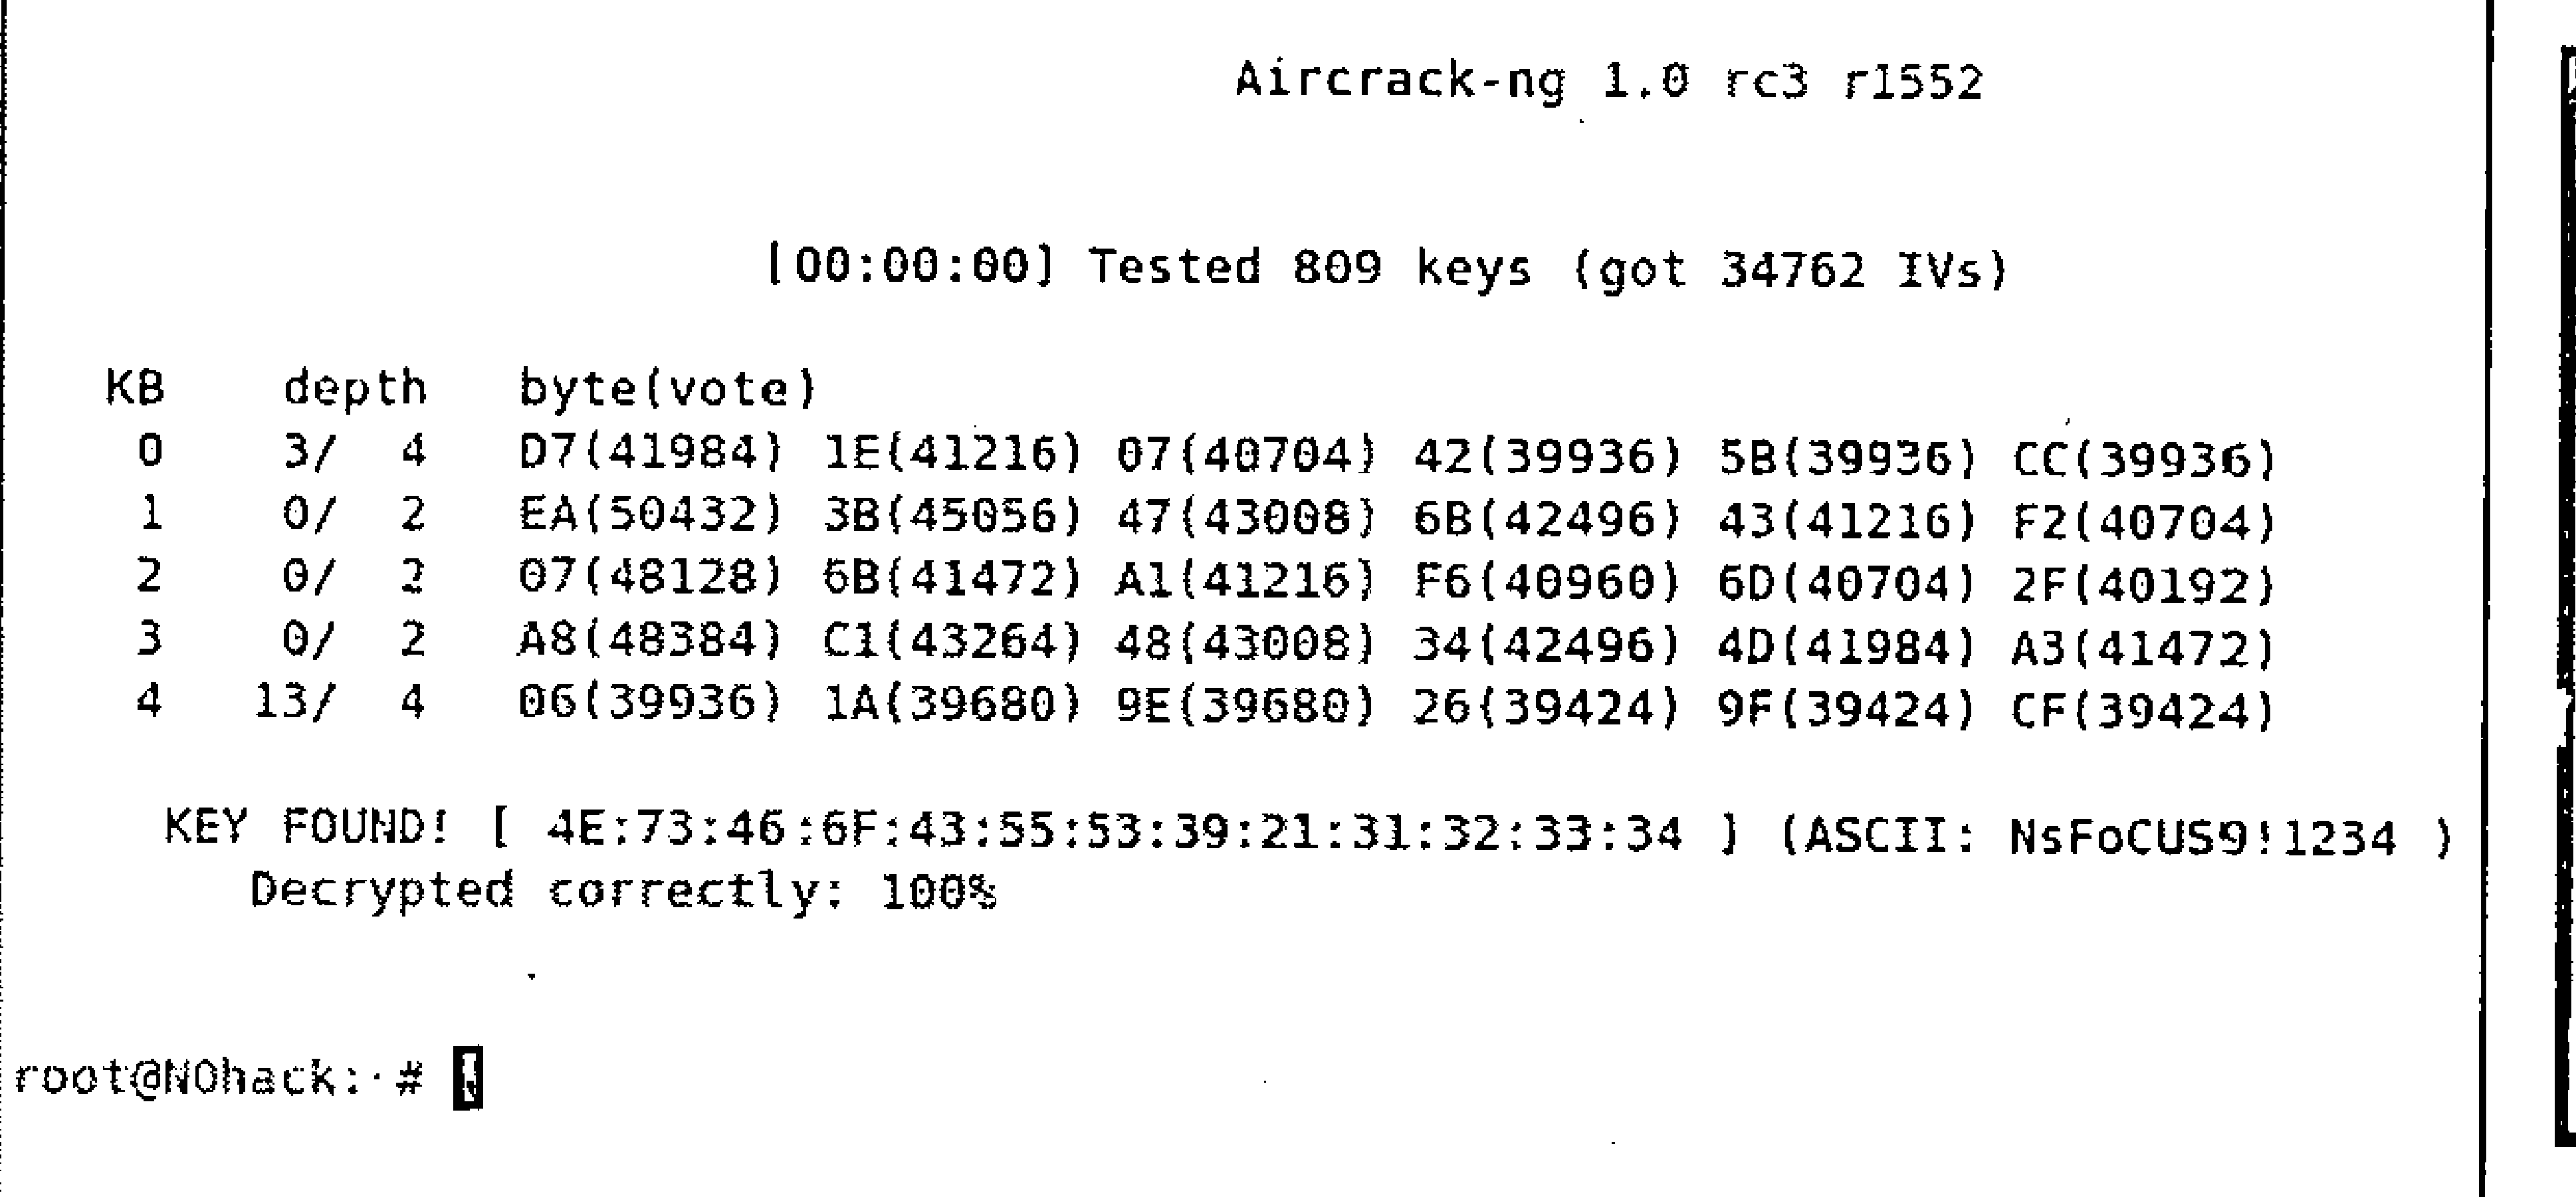 Aircrack-ng 1.0 rc3 r1552
[00:00:00] Tested 809 keys (got 34762 IVs)
KB depth byte(vote)
0 3/ 4 D7(41984) 1E(41216) 07(40704) 42(39936) 5B(39936) CC(39936)
1 0/ 2 EA(50432) 3B(45056) 47(43008) 6B(42496) 43(41216) F2(40704)
2 0/ 2 07(48128) 6B(41472) A1(41216) F6(40960) 6D(40704) 2F(40192)
3 0/ 2 A8(48384) C1(43264) 48(43008) 34(42496) 4D(41984) A3(41472)
4 13/ 4 06(39936) 1A(39680) 9E(39680) 26(39424) 9F(39424) CF(39424)
KEY FOUND! [ 4E:73:46:6F:43:55:53:39:21:31:32:33:34 ] (ASCII: NsFoCUS9!1234 )
Decrypted correctly: 100%
root@NOhack:~#